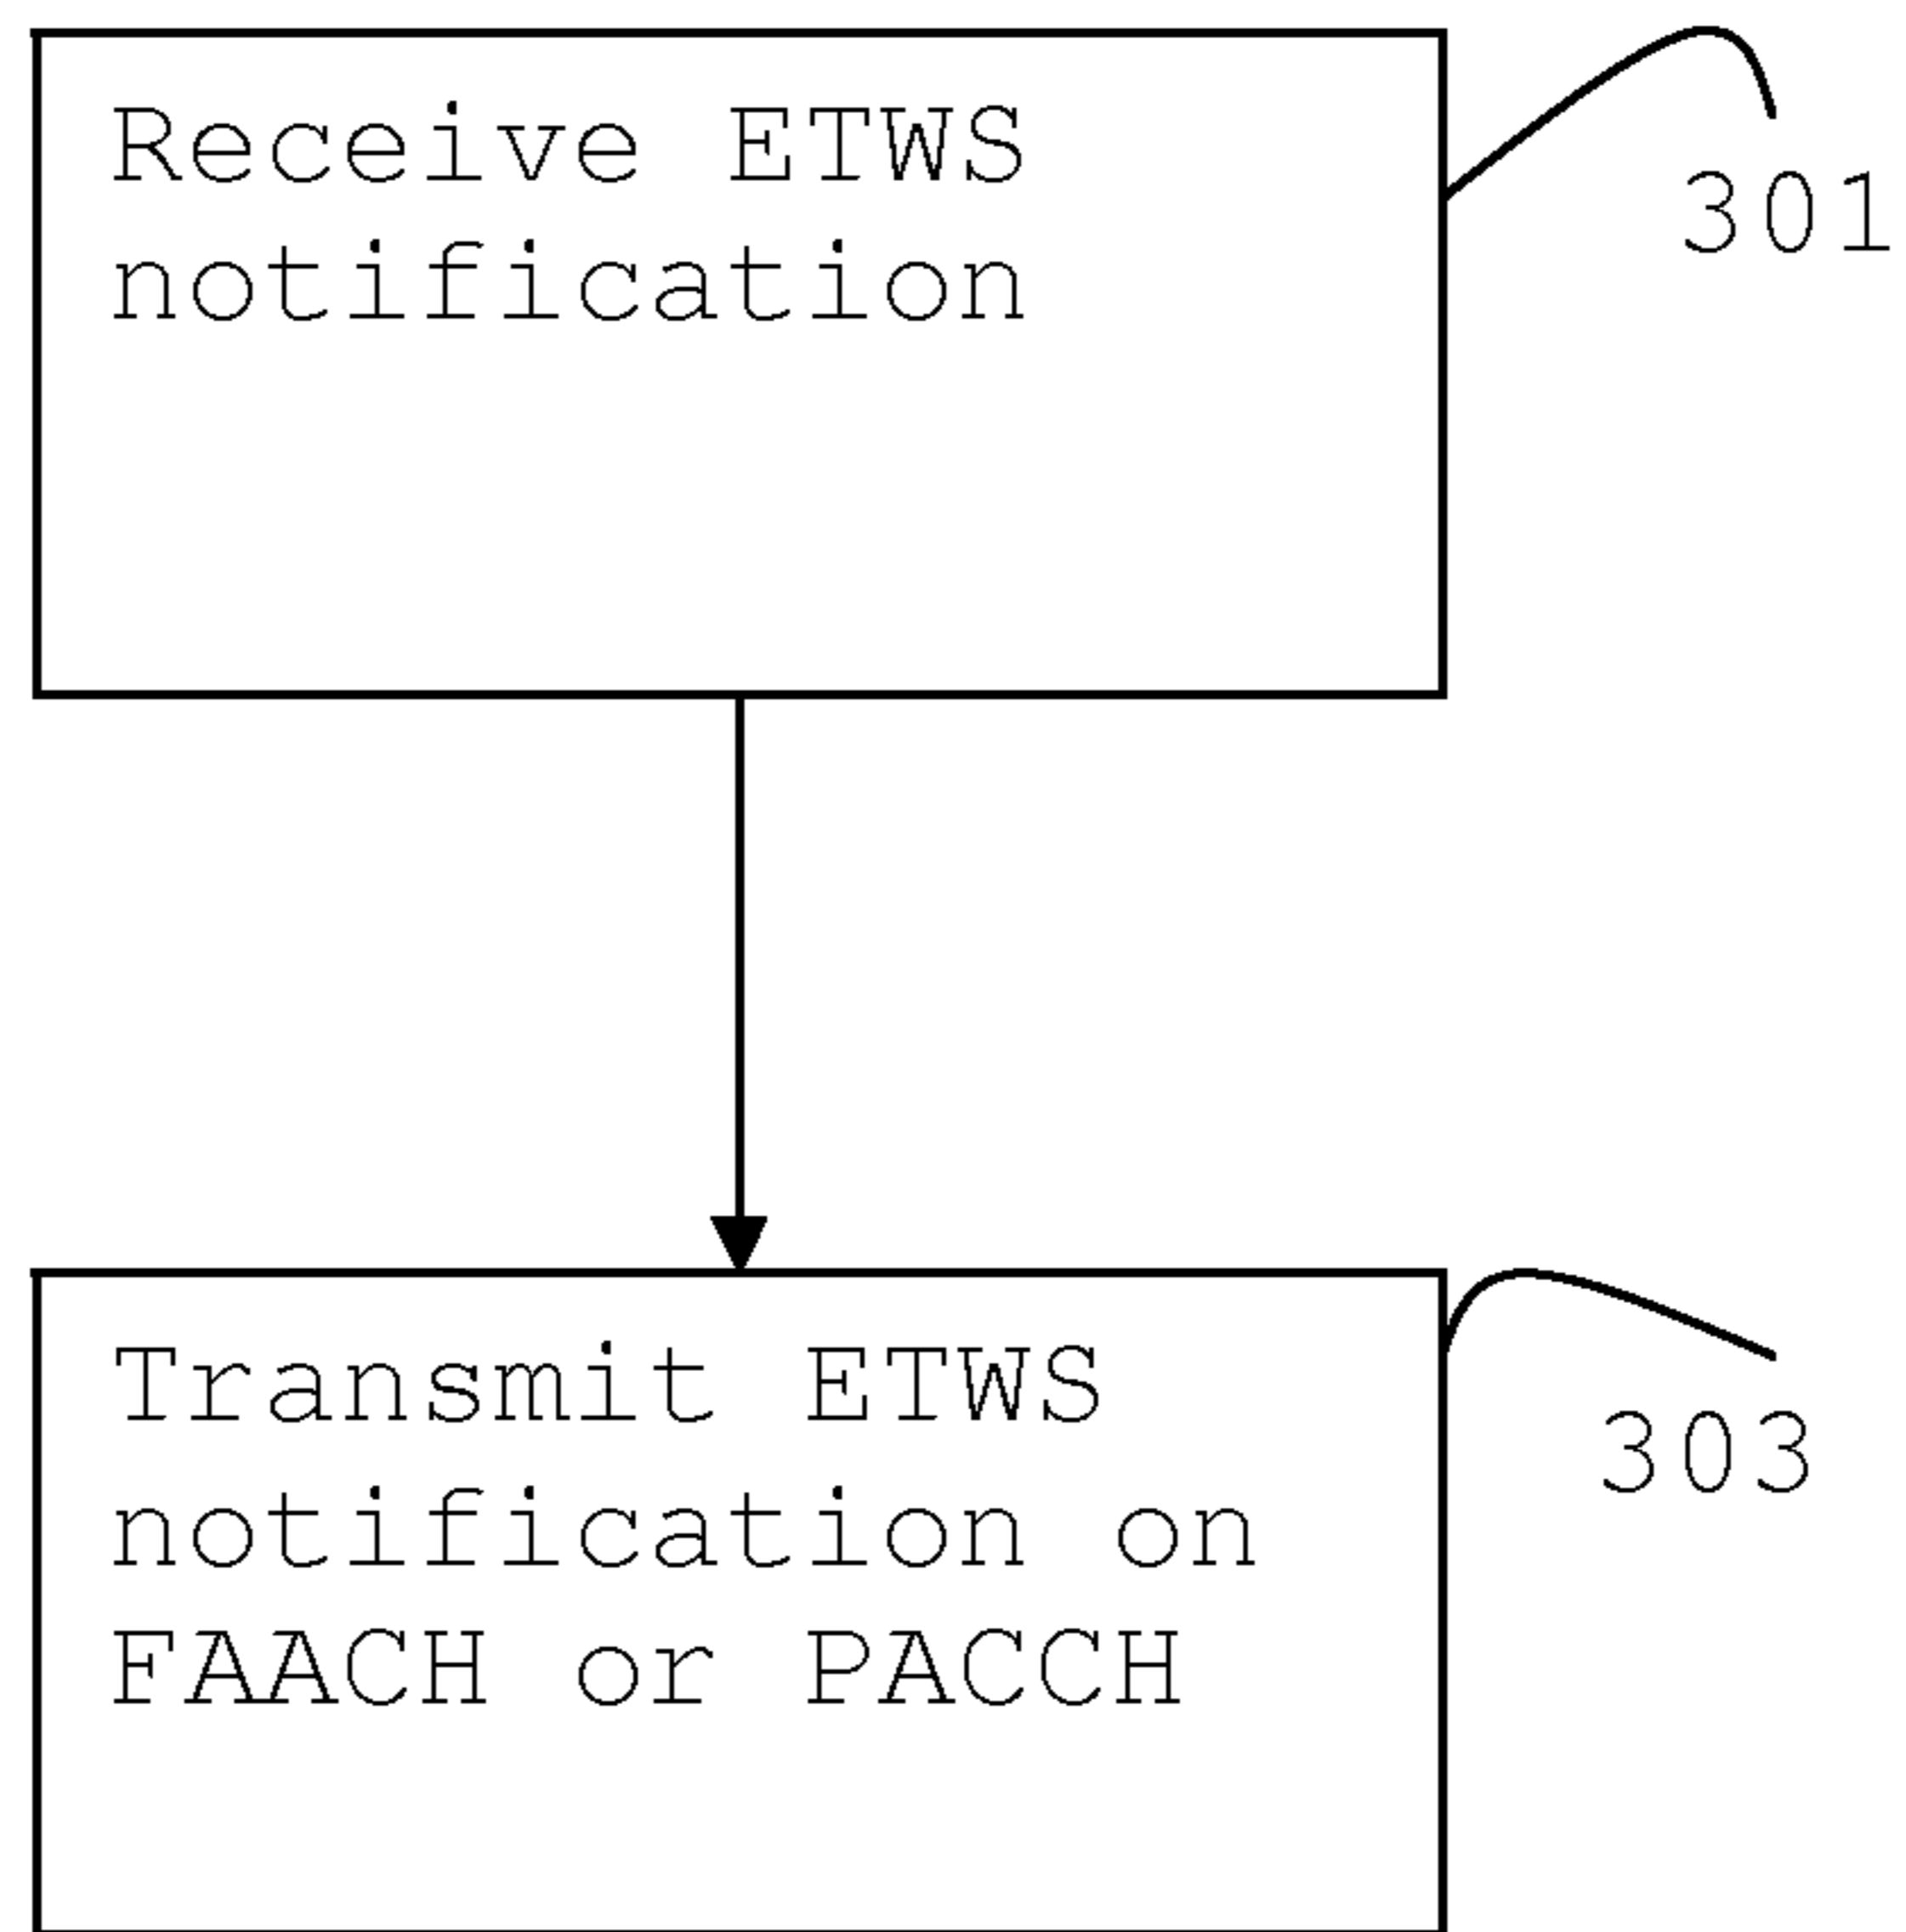 Receive ETWS
notification
301
Transmit ETWS
notification on
FAACH or PACCH
303